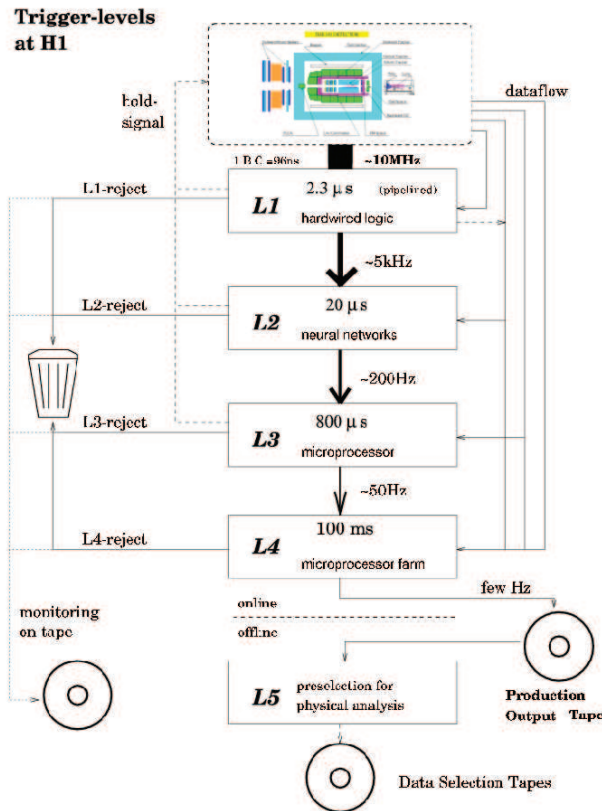 Trigger-levels
at H1
dataflow
hold-
signal
1 B C =96ns
~10MHz
L1-reject
L1
2.3 μs (pipelined)
hardwired logic
~5kHz
L2-reject
L2
20 μs
neural networks
~200Hz
L3-reject
L3
800 μs
microprocessor
~50Hz
L4-reject
L4
100 ms
microprocessor farm
few Hz
online
offline
monitoring
on tape
L5
preselection for
physical analysis
Production
Output Tape
Data Selection Tapes